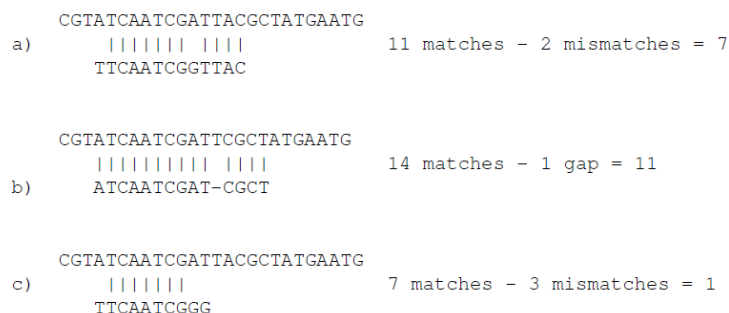 CGTATCAATCGATTACGCTATGAATG
a) ||||||| |||| 11 matches - 2 mismatches = 7
TTCAATCGGTTAC
CGTATCAATCGATTCGCTATGAATG
|||||||||| |||| 14 matches - 1 gap = 11
b) ATCAATCGAT-CGCT
CGTATCAATCGATTACGCTATGAATG
c) ||||||| 7 matches - 3 mismatches = 1
TTCAATCGGG